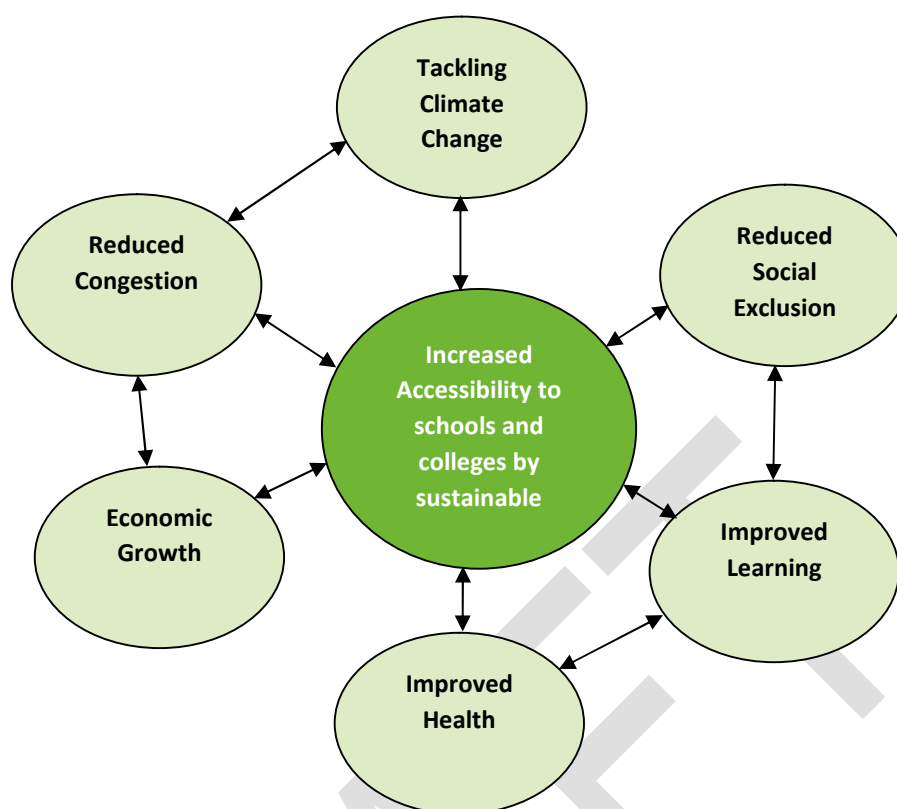 Tackling
Climate
Change
Reduced
Congestion
Reduced
Social
Exclusion
Increased
Accessibility to
schools and
colleges by
sustainable
Economic
Growth
Improved
Learning
Improved
Health